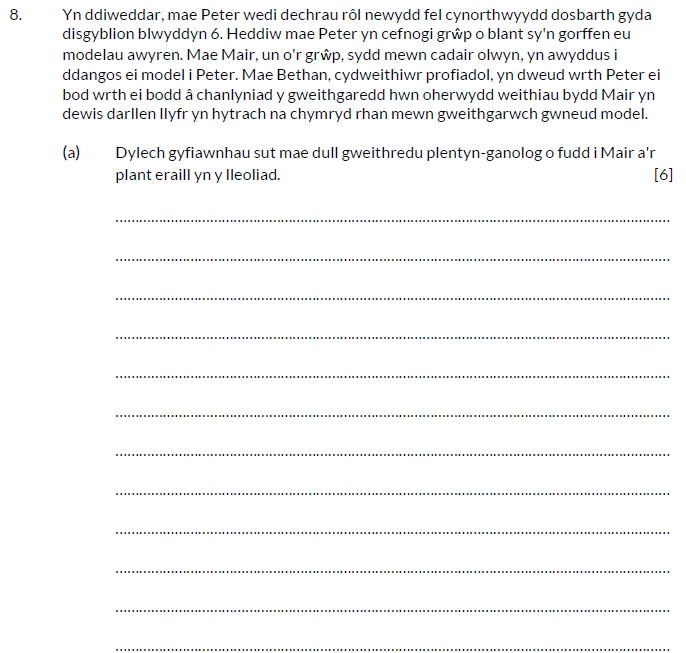 8. Yn ddiweddar, mae Peter wedi dechrau rôl newydd fel cynorthwyydd dosbarth gyda
disgyblion blwyddyn 6. Heddiw mae Peter yn cefnogi grŵp o blant sy'n gorffen eu
modelau awyren. Mae Mair, un o'r grŵp, sydd mewn cadair olwyn, yn awyddus i
ddangos ei model i Peter. Mae Bethan, cydweithiwr profiadol, yn dweud wrth Peter ei
bod wrth ei bodd â chanlyniad y gweithgaredd hwn oherwydd weithiau bydd Mair yn
dewis darllen llyfr yn hytrach na chymryd rhan mewn gweithgarwch gwneud model.
(a) Dylech gyfiawnhau sut mae dull gweithredu plentyn-ganolog o fudd i Mair a'r
plant eraill yn y lleoliad. [6]